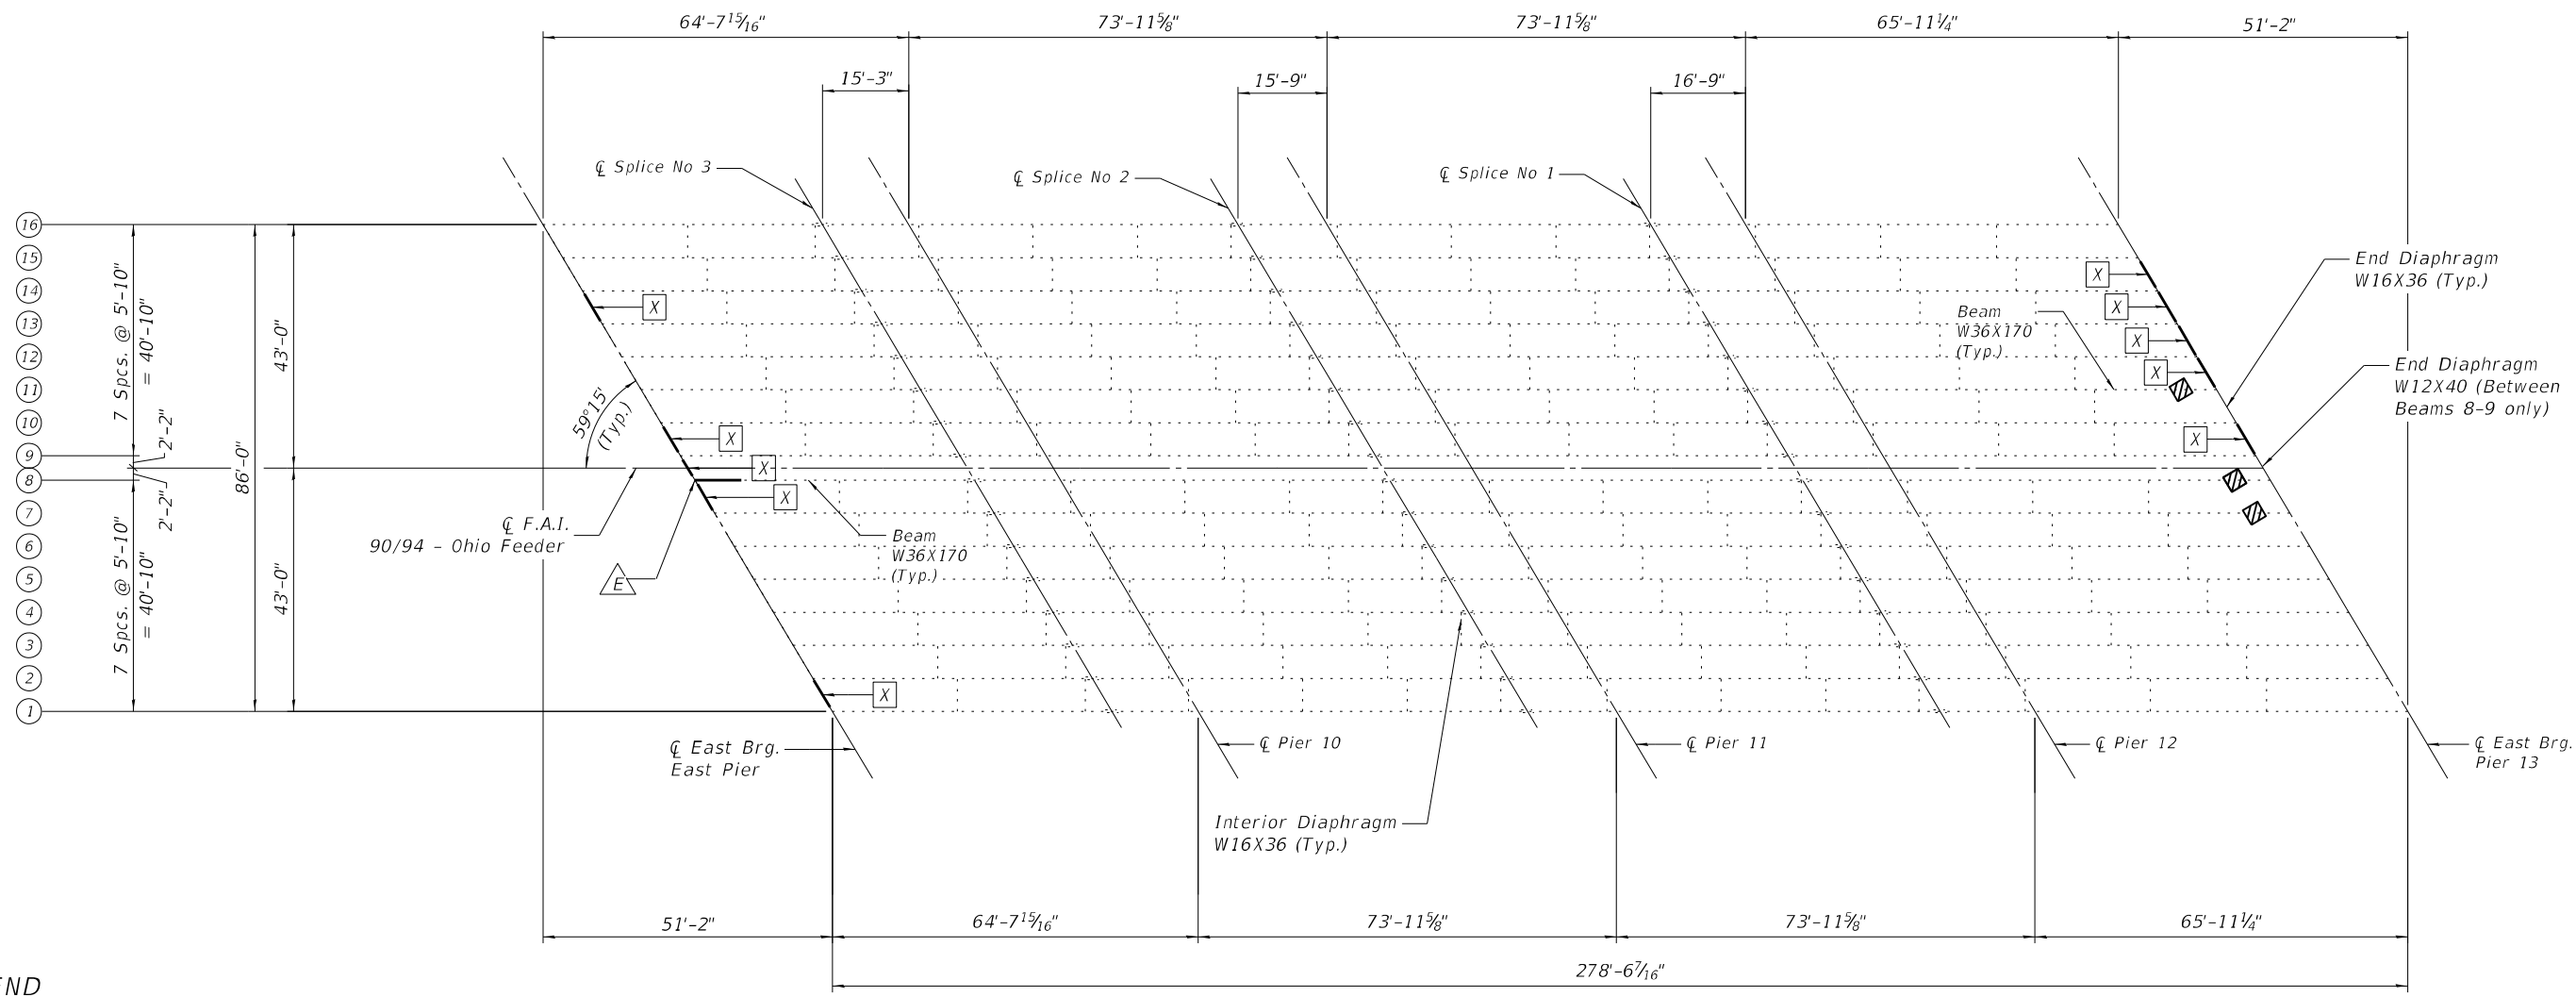 64'-7 15/16"
73'-11 5/8"
73'-11 5/8"
65'-11 1/4"
51'-2"
15'-3"
15'-9"
16'-9"
℄ Splice No 3
℄ Splice No 2
℄ Splice No 1
16
15
14
13
12
11
10
9
8
7
6
5
4
3
2
1
7 Spcs. @ 5'-10"
= 40'-10"
2'-2"
2'-2"
7 Spcs. @ 5'-10"
= 40'-10"
86'-0"
43'-0"
43'-0"
59°15'
(Typ.)
X
X
X
X
X
℄ F.A.I.
90/94 - Ohio Feeder
E
Beam
W36X170
(Typ.)
Beam
W36X170
(Typ.)
X
X
X
X
X
End Diaphragm
W16X36 (Typ.)
End Diaphragm
W12X40 (Between
Beams 8-9 only)
℄ East Brg.
East Pier
℄ Pier 10
℄ Pier 11
℄ Pier 12
℄ East Brg.
Pier 13
Interior Diaphragm
W16X36 (Typ.)
51'-2"
64'-7 15/16"
73'-11 5/8"
73'-11 5/8"
65'-11 1/4"
278'-6 7/16"
END